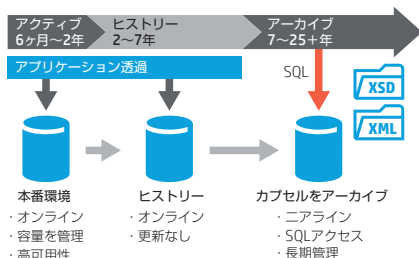 アクティブ
6ヶ月～2年
ヒストリー
2～7年
アーカイブ
7～25+年
アプリケーション透過
SQL
XSD
XML
本番環境
・オンライン
・容量を管理
・高可用性
ヒストリー
・オンライン
・更新なし
カプセルをアーカイブ
・ニアライン
・SQLアクセス
・長期管理